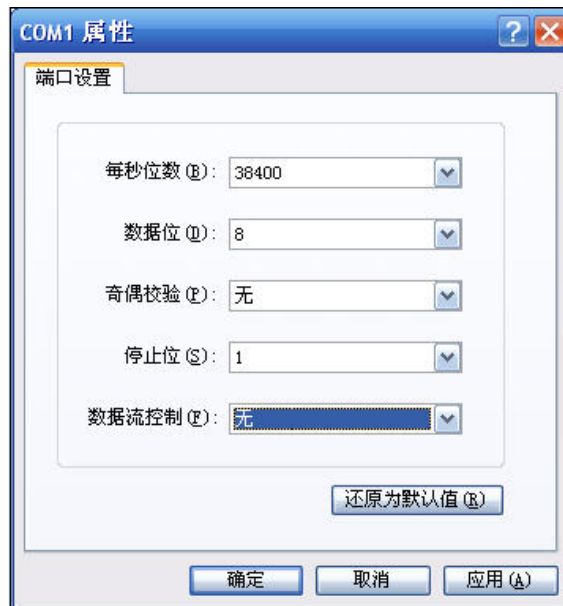 COM1 属性
端口设置
每秒位数(B): 38400
数据位(D): 8
奇偶校验(P): 无
停止位(S): 1
数据流控制(F): 无
还原为默认值(R)
确定 取消 应用(A)